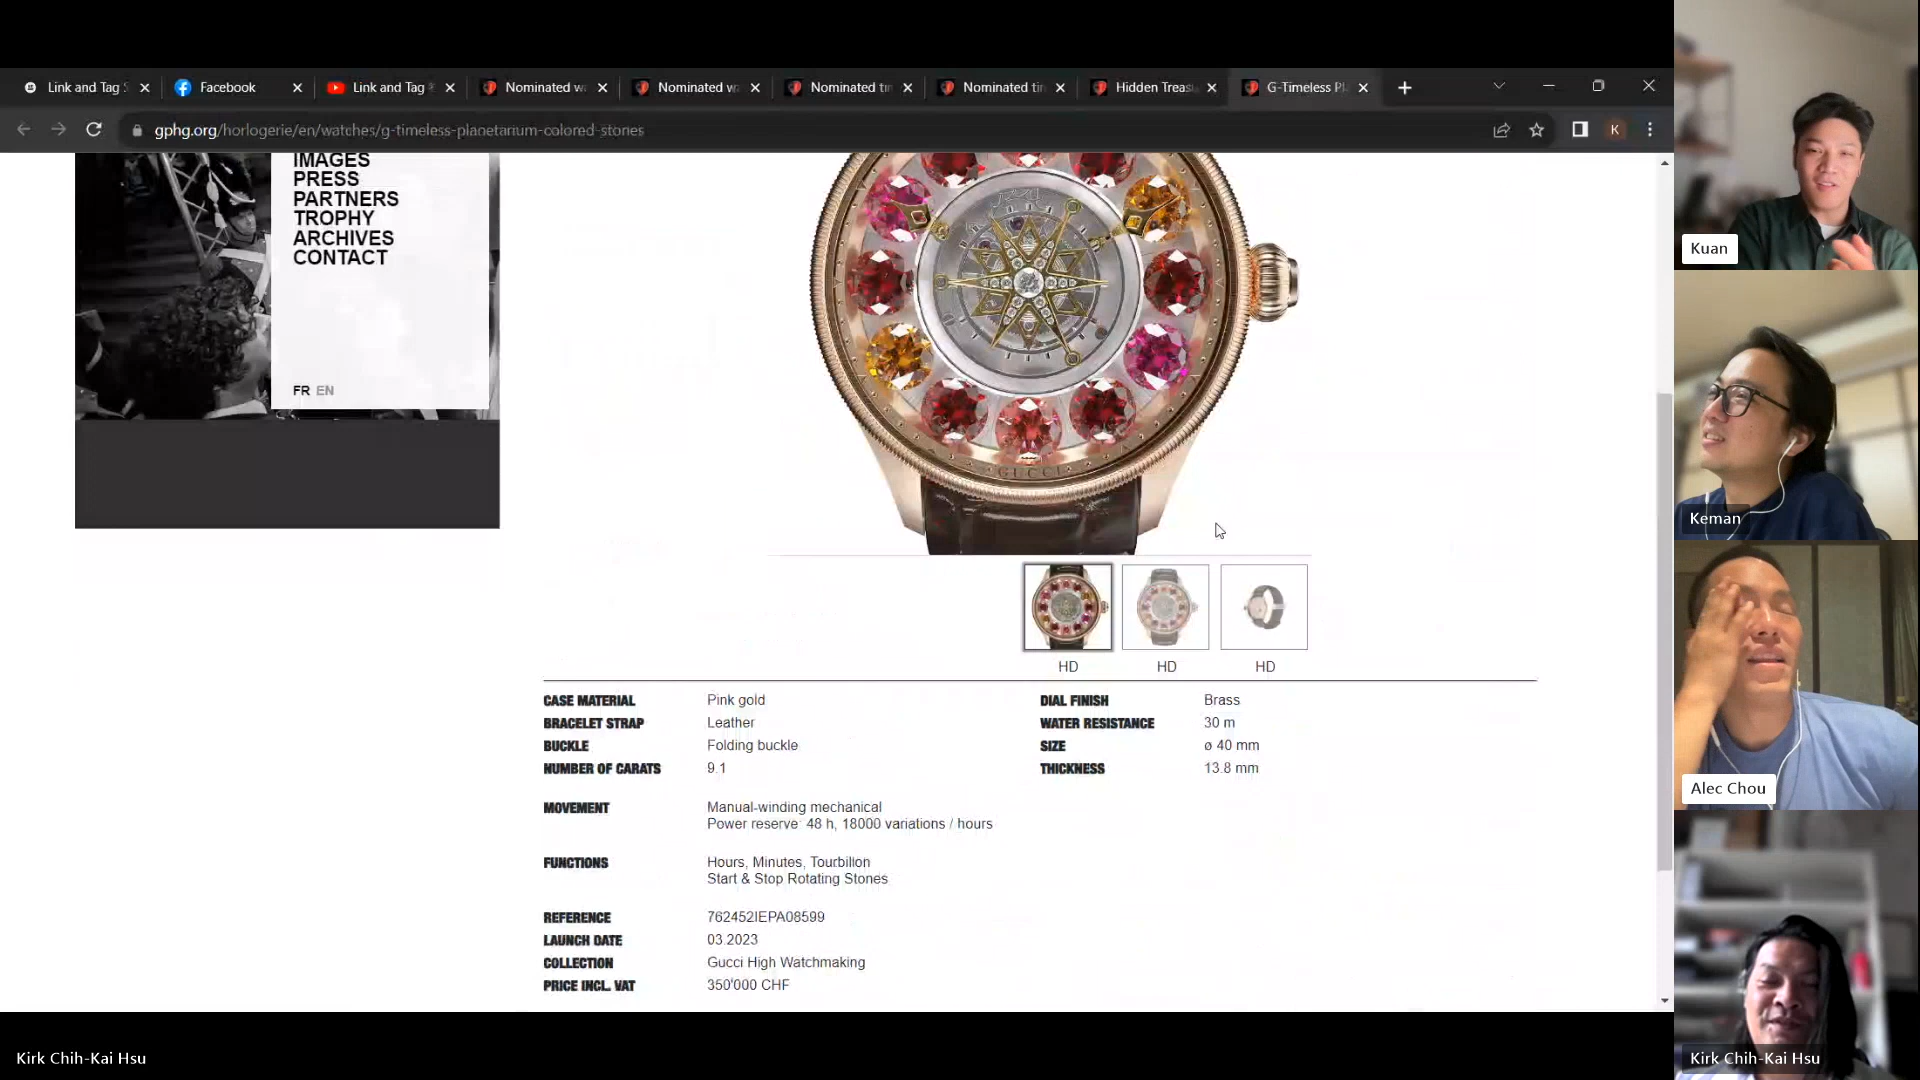 Link and Tag S
Facebook
Link and Tag
Nominated w
Nominated w
Nominated tin
Nominated tin
Hidden Treas
G-Timeless Pl
gphg.org/horlogerie/en/watches/g-timeless-planetarium-colored-stones
K
IMAGES
PRESS
PARTNERS
TROPHY
ARCHIVES
CONTACT
FR EN
GUCCI
HD
HD
HD
CASE MATERIAL Pink gold
BRACELET STRAP Leather
BUCKLE Folding buckle
NUMBER OF CARATS 9.1
DIAL FINISH Brass
WATER RESISTANCE 30 m
SIZE ø 40 mm
THICKNESS 13.8 mm
MOVEMENT Manual-winding mechanical
Power reserve: 48 h, 18000 variations / hours
FUNCTIONS Hours, Minutes, Tourbillon
Start & Stop Rotating Stones
REFERENCE 762452IEPA08599
LAUNCH DATE 03.2023
COLLECTION Gucci High Watchmaking
PRICE INCL. VAT 350'000 CHF
Kuan
Keman
Alec Chou
Kirk Chih-Kai Hsu
Kirk Chih-Kai Hsu